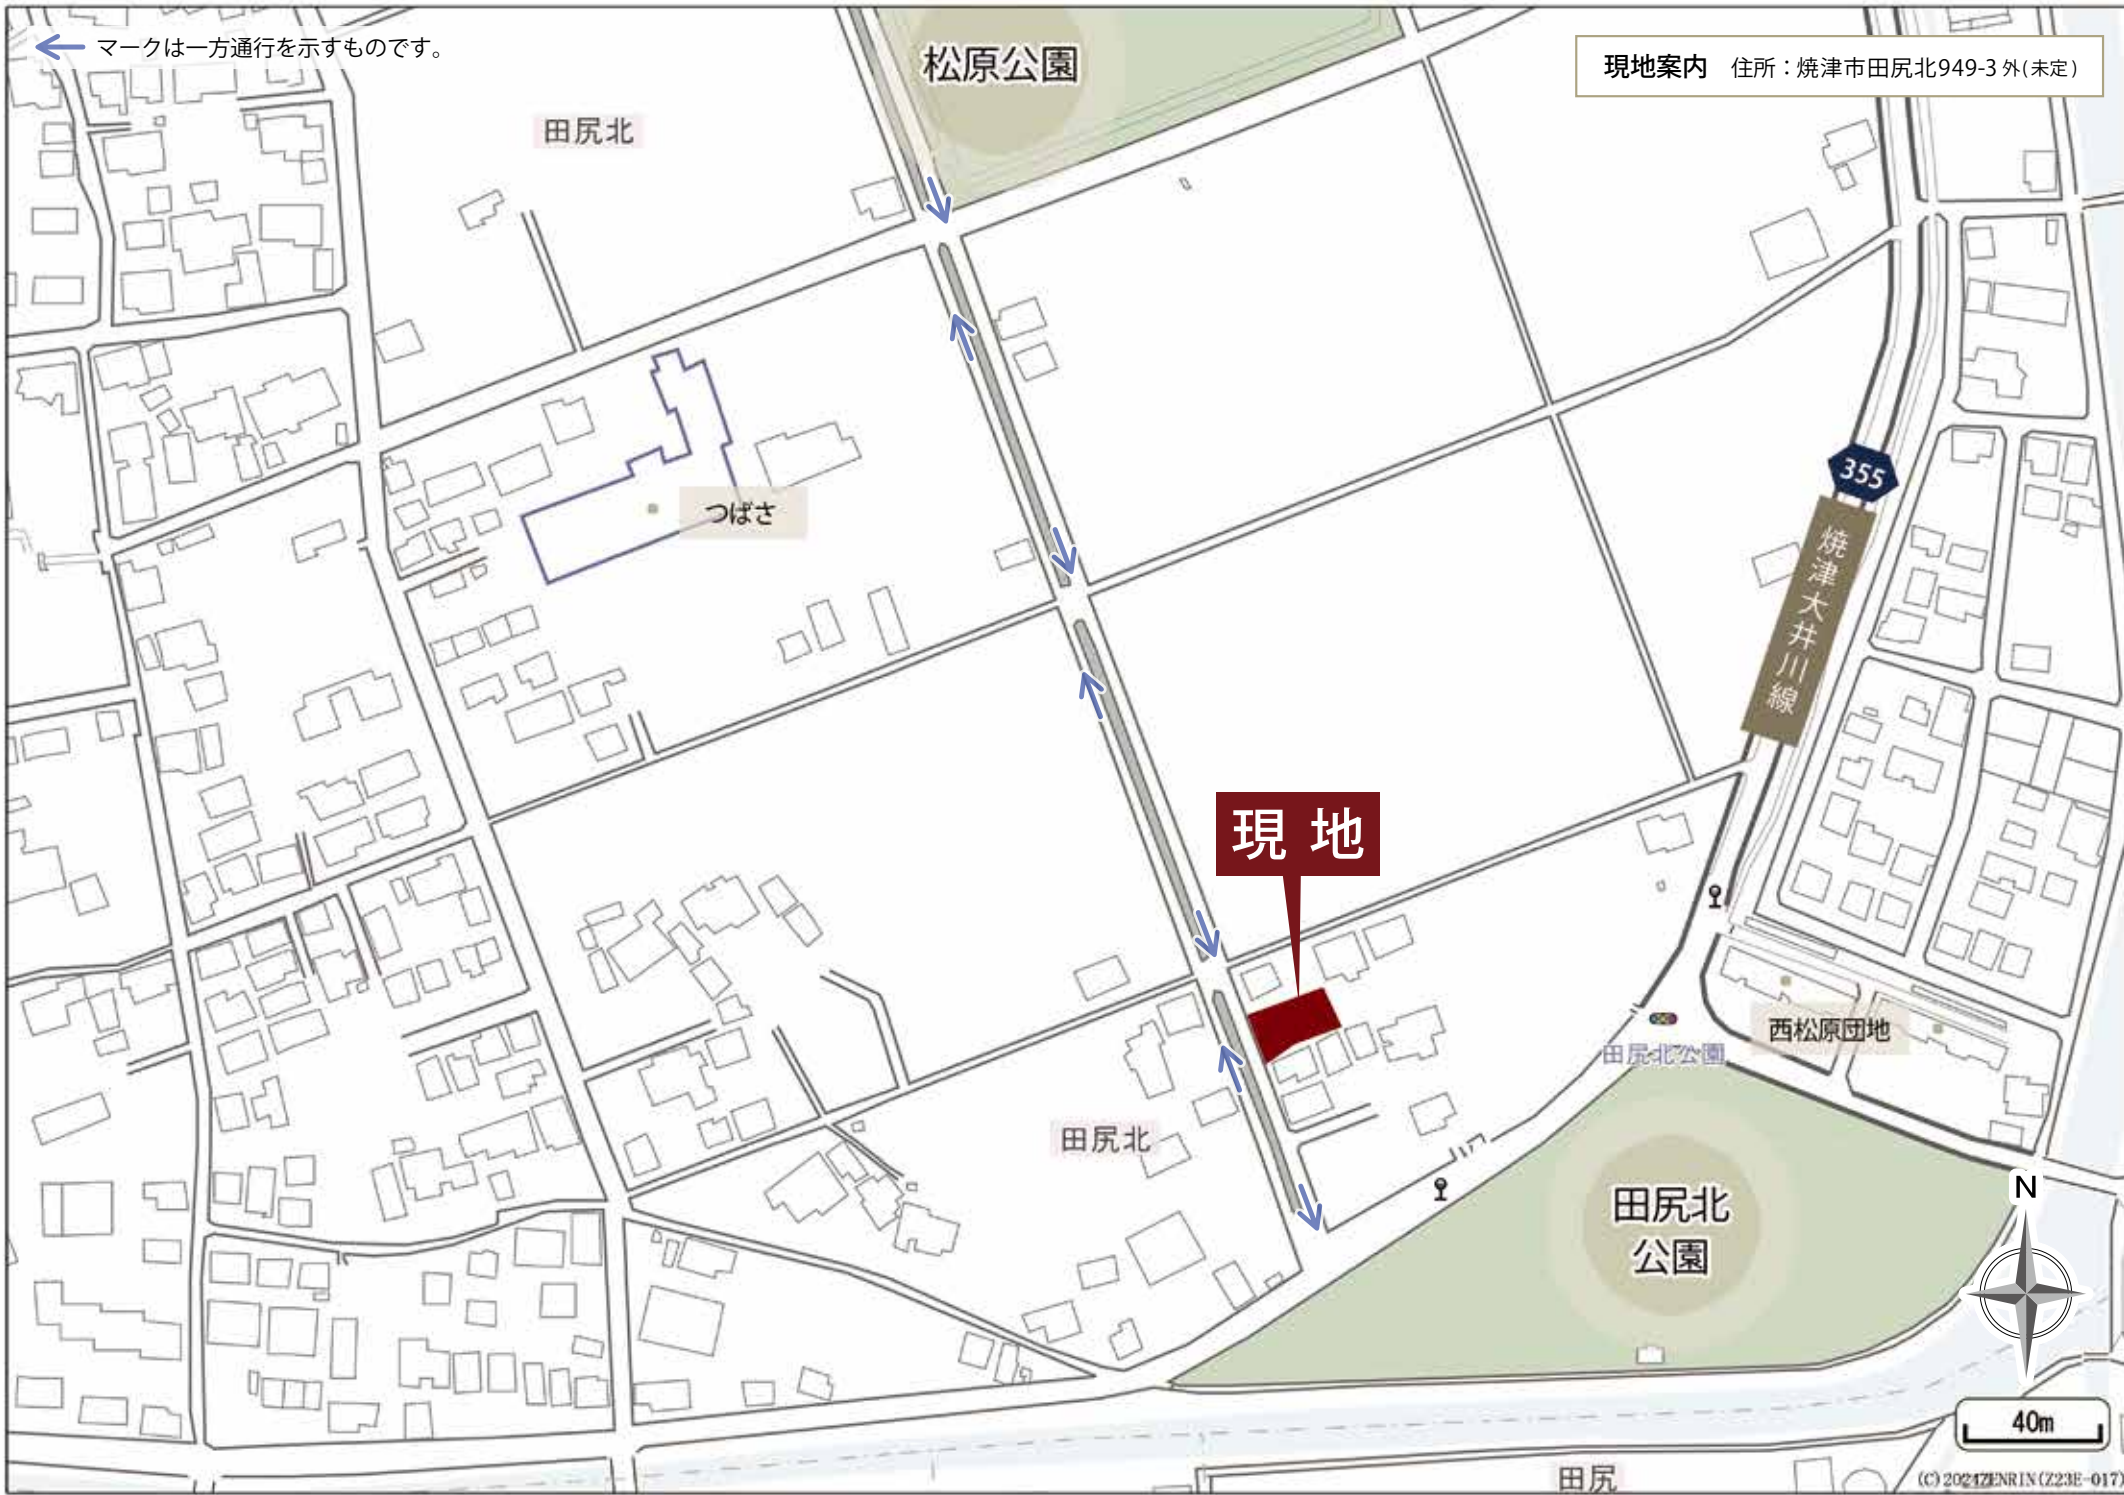 マークは一方通行を示すものです。
松原公園
現地案内 住所：焼津市田尻北949-3 外(未定)
田尻北
355
つばさ
焼津大井川線
現地
西松原団地
田尻北公園
田尻北
田尻北
公園
N
40m
田尻
(C)2024ZENRIN(Z23E-017)